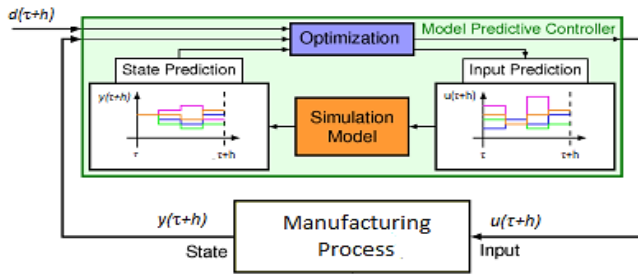 d(τ+h)
Model Predictive Controller
Optimization
State Prediction
Input Prediction
y(τ+h)
u(τ+h)
Simulation
Model
τ
τ+h
τ
τ+h
y(τ+h)
u(τ+h)
Manufacturing
Process
State
Input